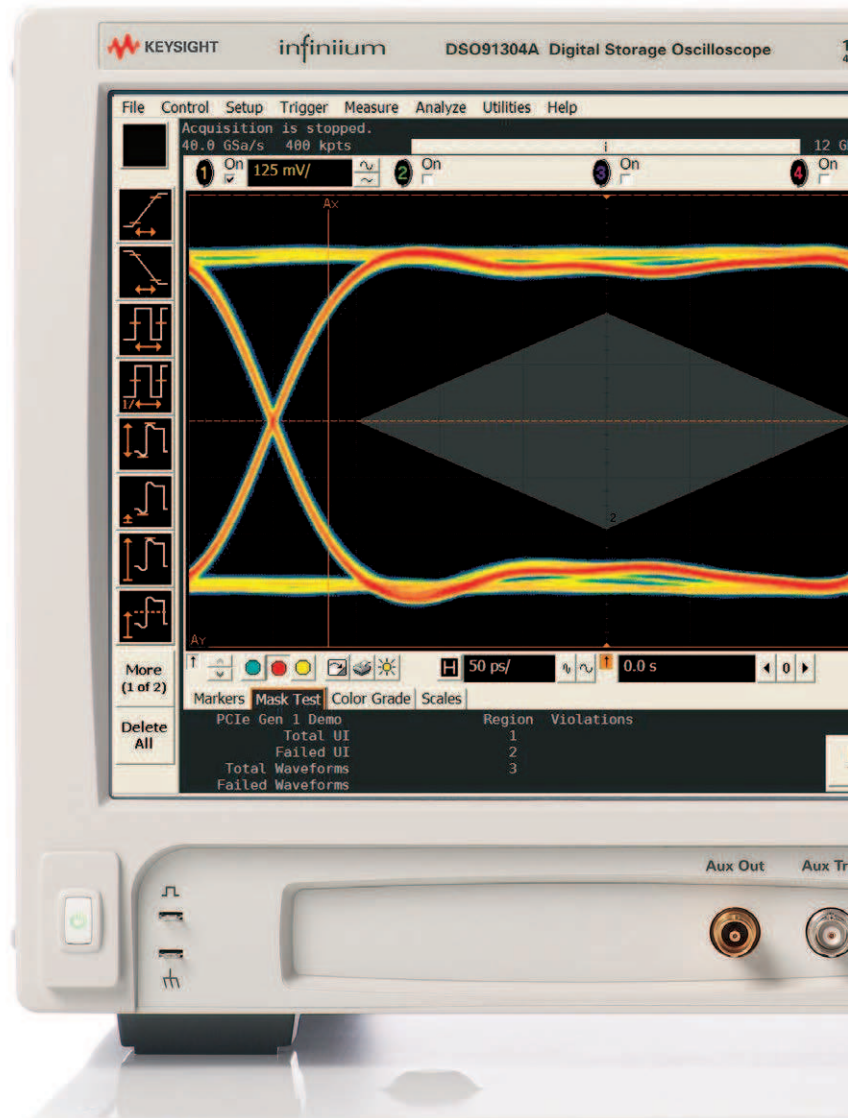 KEYSIGHT infiniium DSO91304A Digital Storage Oscilloscope
File Control Setup Trigger Measure Analyze Utilities Help
Acquisition is stopped.
40.0 GSa/s 400 kpts 12
1 On 125 mV/ 2 On 3 On 4 On
Ax
1/
2
Ay
More
(1 of 2)
Delete
All
H 50 ps/ 0.0 s 0
Markers Mask Test Color Grade Scales
PCIe Gen 1 Demo Region Violations
Total UI 1
Failed UI 2
Total Waveforms 3
Failed Waveforms
Aux Out Aux Tr